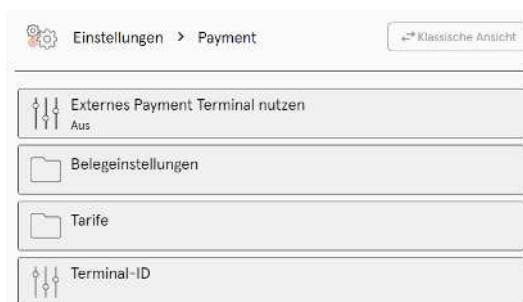 Einstellungen > Payment
Klassische Ansicht
Externes Payment Terminal nutzen
Aus
Belegeinstellungen
Tarife
Terminal-ID